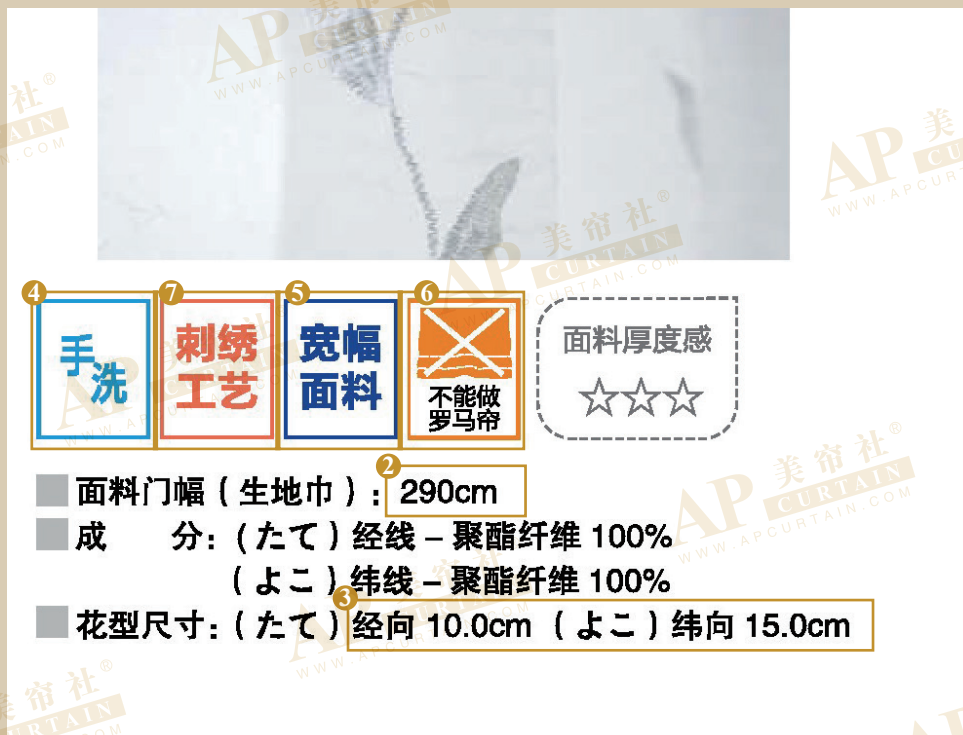 AP 美帘社®
CURTAIN
WWW.APCURTAIN.COM
④ ⑦ ⑤ ⑥
手洗
刺绣
工艺
宽幅
面料
不能做
罗马帘
面料厚度感
☆☆☆
②
面料门幅(生地巾):290cm
成 分:(たて)经线–聚酯纤维 100%
(よこ)纬线–聚酯纤维 100%
③
花型尺寸:(たて)经向 10.0cm (よこ)纬向 15.0cm